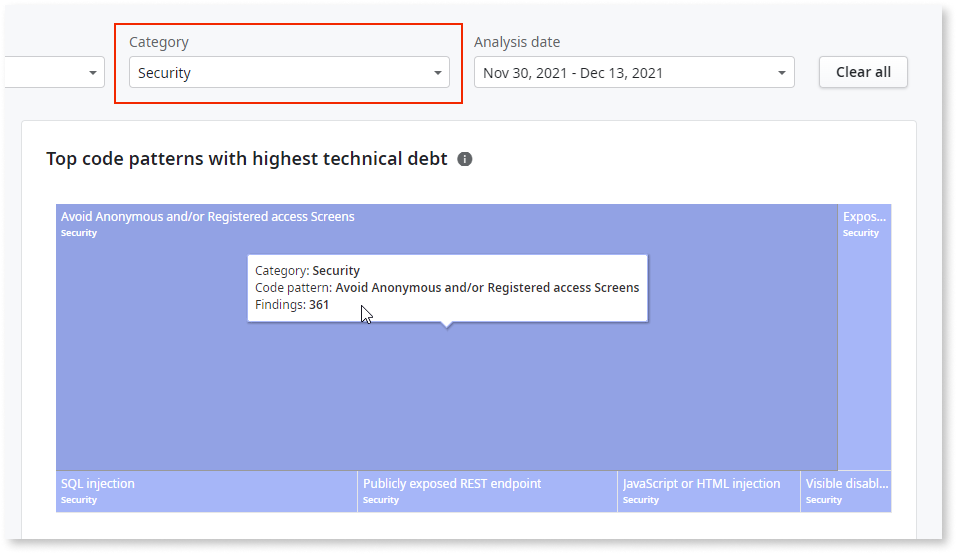 Category
Analysis date
Security
Nov 30, 2021 - Dec 13, 2021
Clear all
Top code patterns with highest technical debt
Avoid Anonymous and/or Registered access Screens
Security
Expos...
Security
Category: Security
Code pattern: Avoid Anonymous and/or Registered access Screens
Findings: 361
SQL injection
Security
Publicly exposed REST endpoint
Security
JavaScript or HTML injection
Security
Visible disabl...
Security